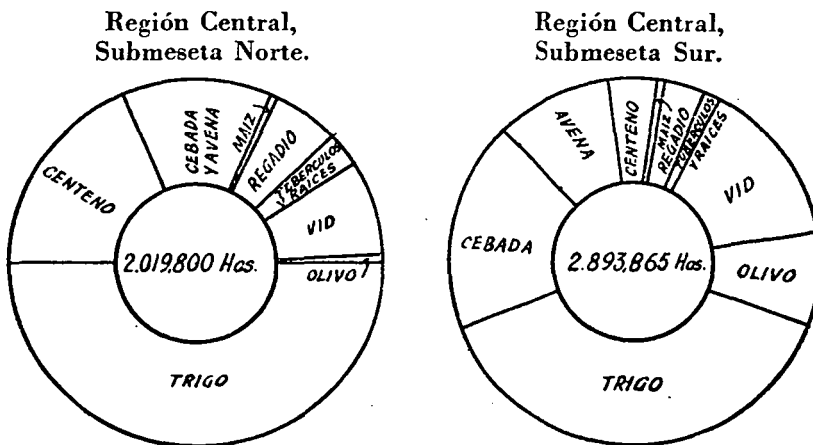 Región Central,
Submeseta Norte.
CENTENO
CEBADA
Y AVENA
MAIZ
REGADIO
TEBERCULOS
Y RAICES
VID
OLIVO
TRIGO
2.019,800 Has.
Región Central,
Submeseta Sur.
CEBADA
AVENA
CENTENO
MAIZ
REGADIO
TUBERCULOS
Y RAICES
VID
OLIVO
TRIGO
2.893,865 Has.